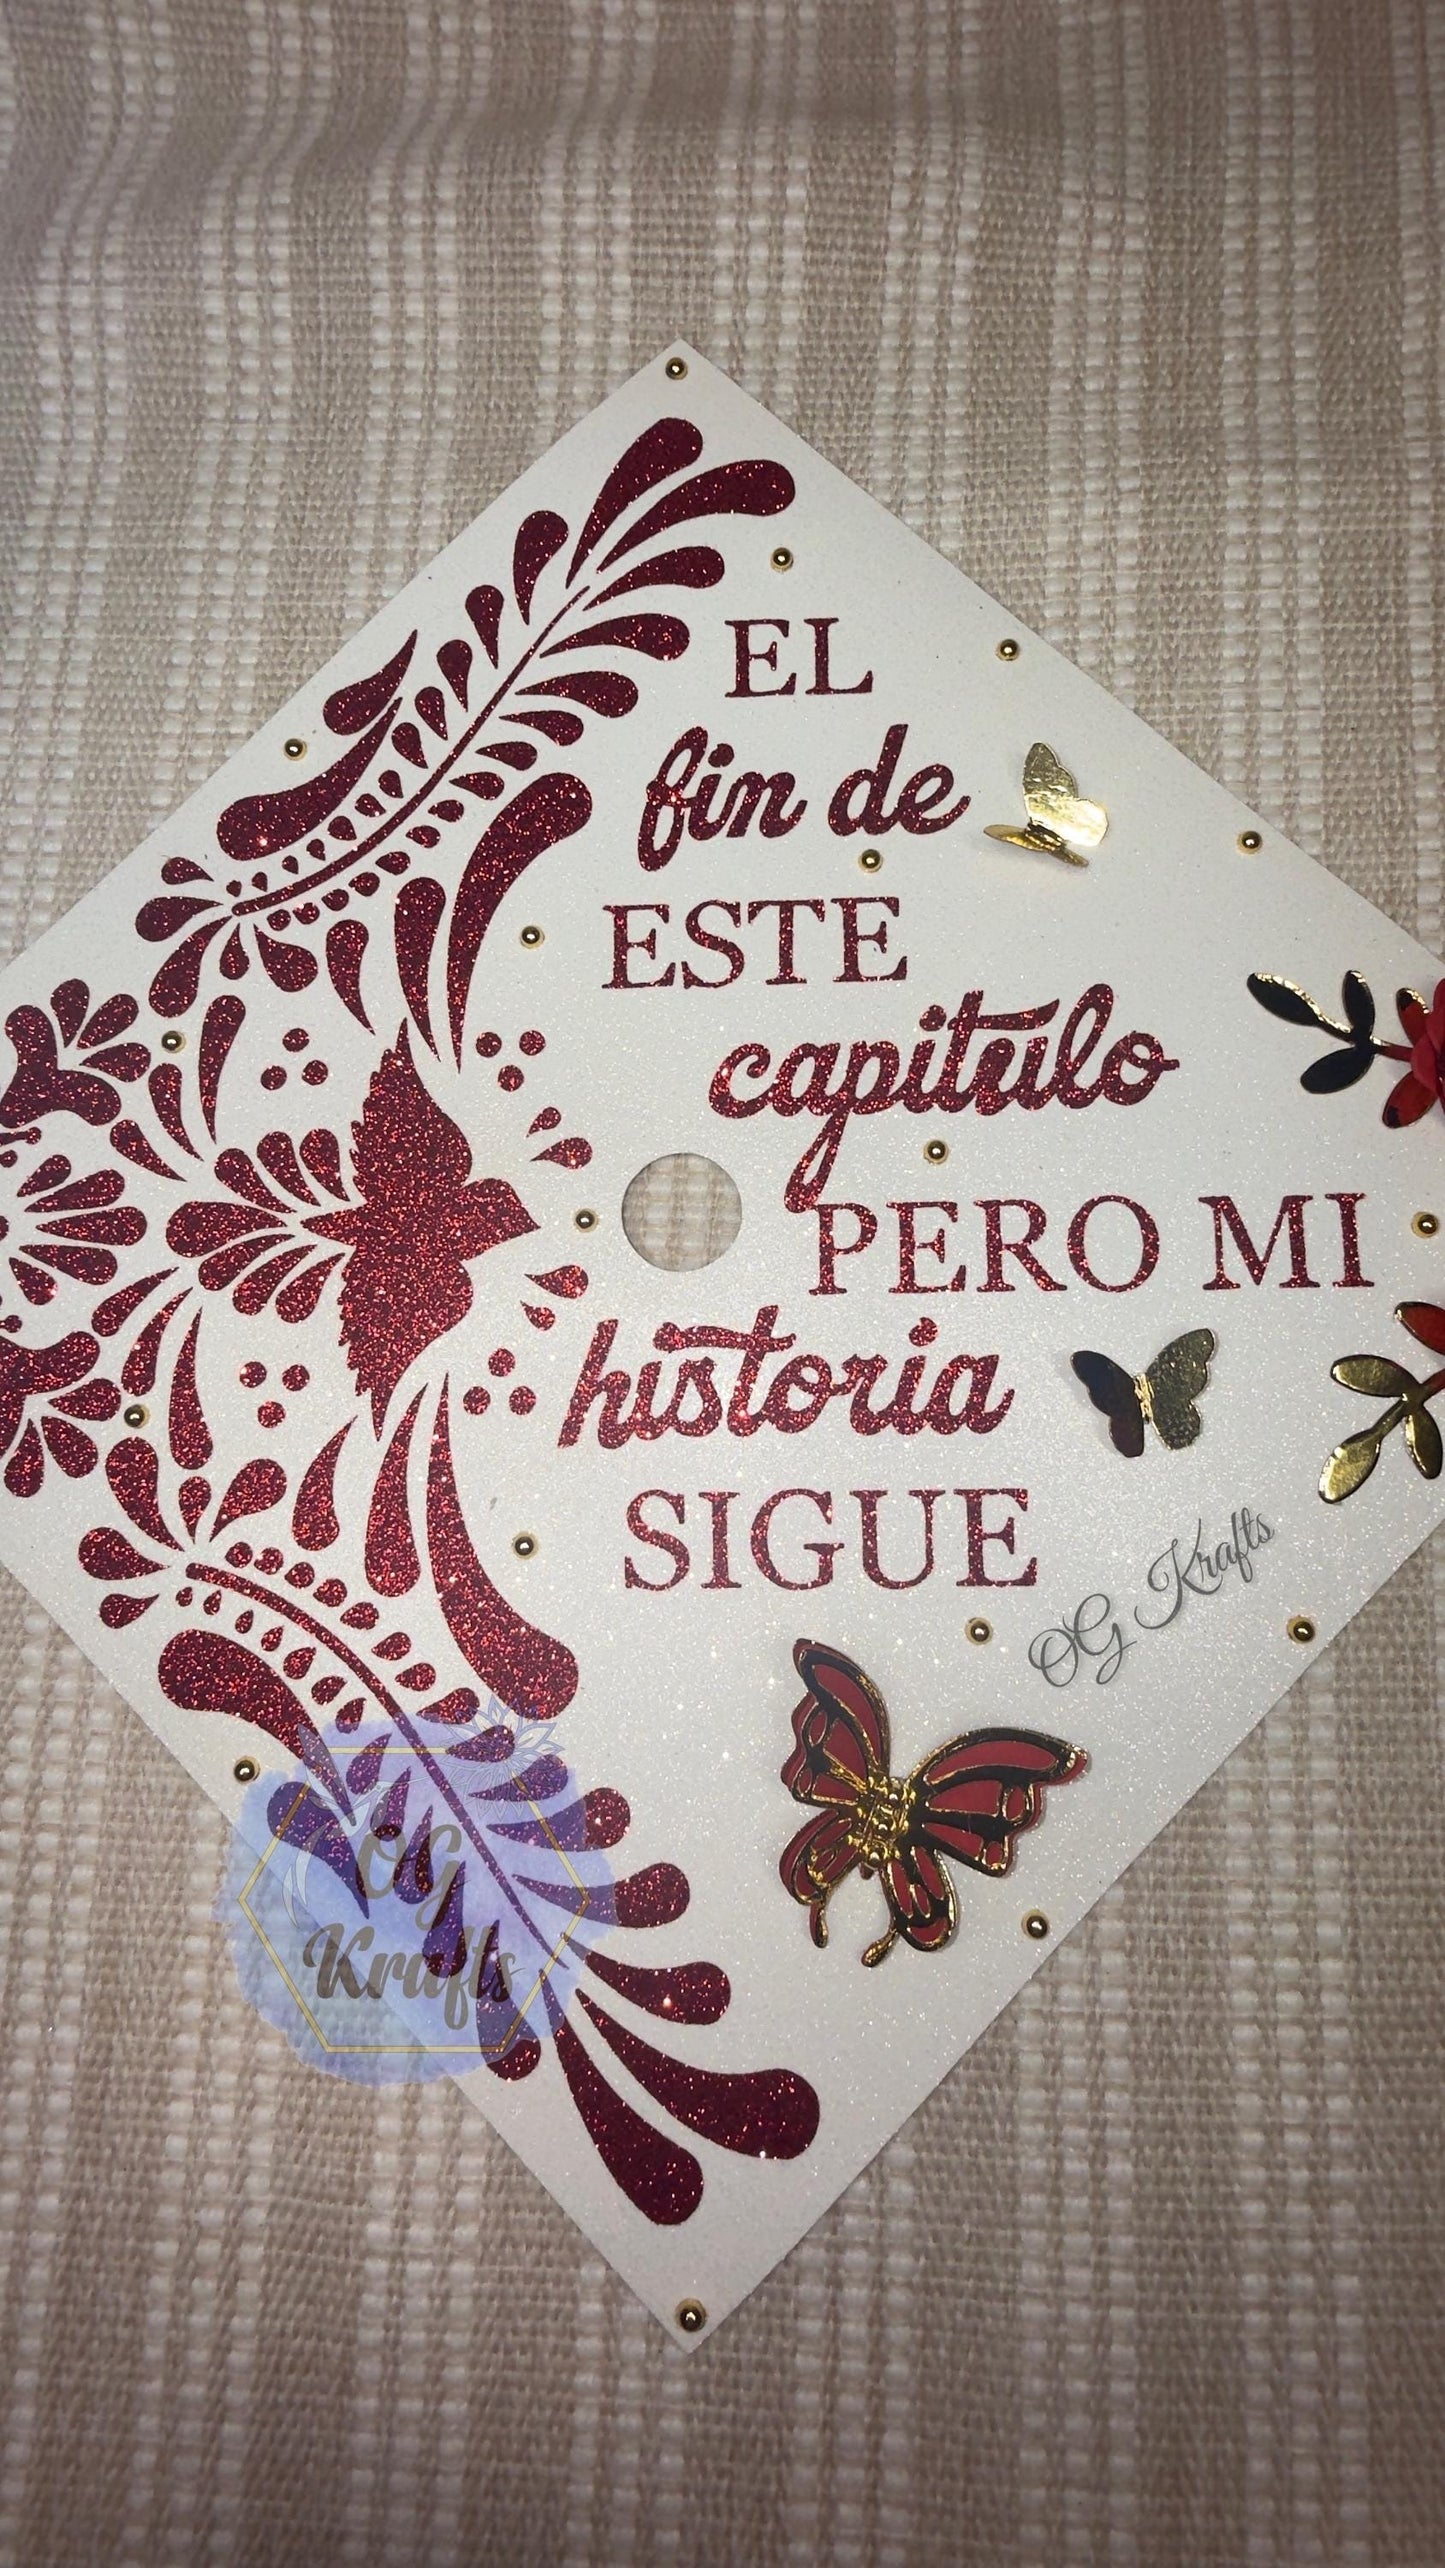 EL
fin de
ESTE
capitulo
PERO MI
historia
SIGUE
OG Krafts
OG
Krafts